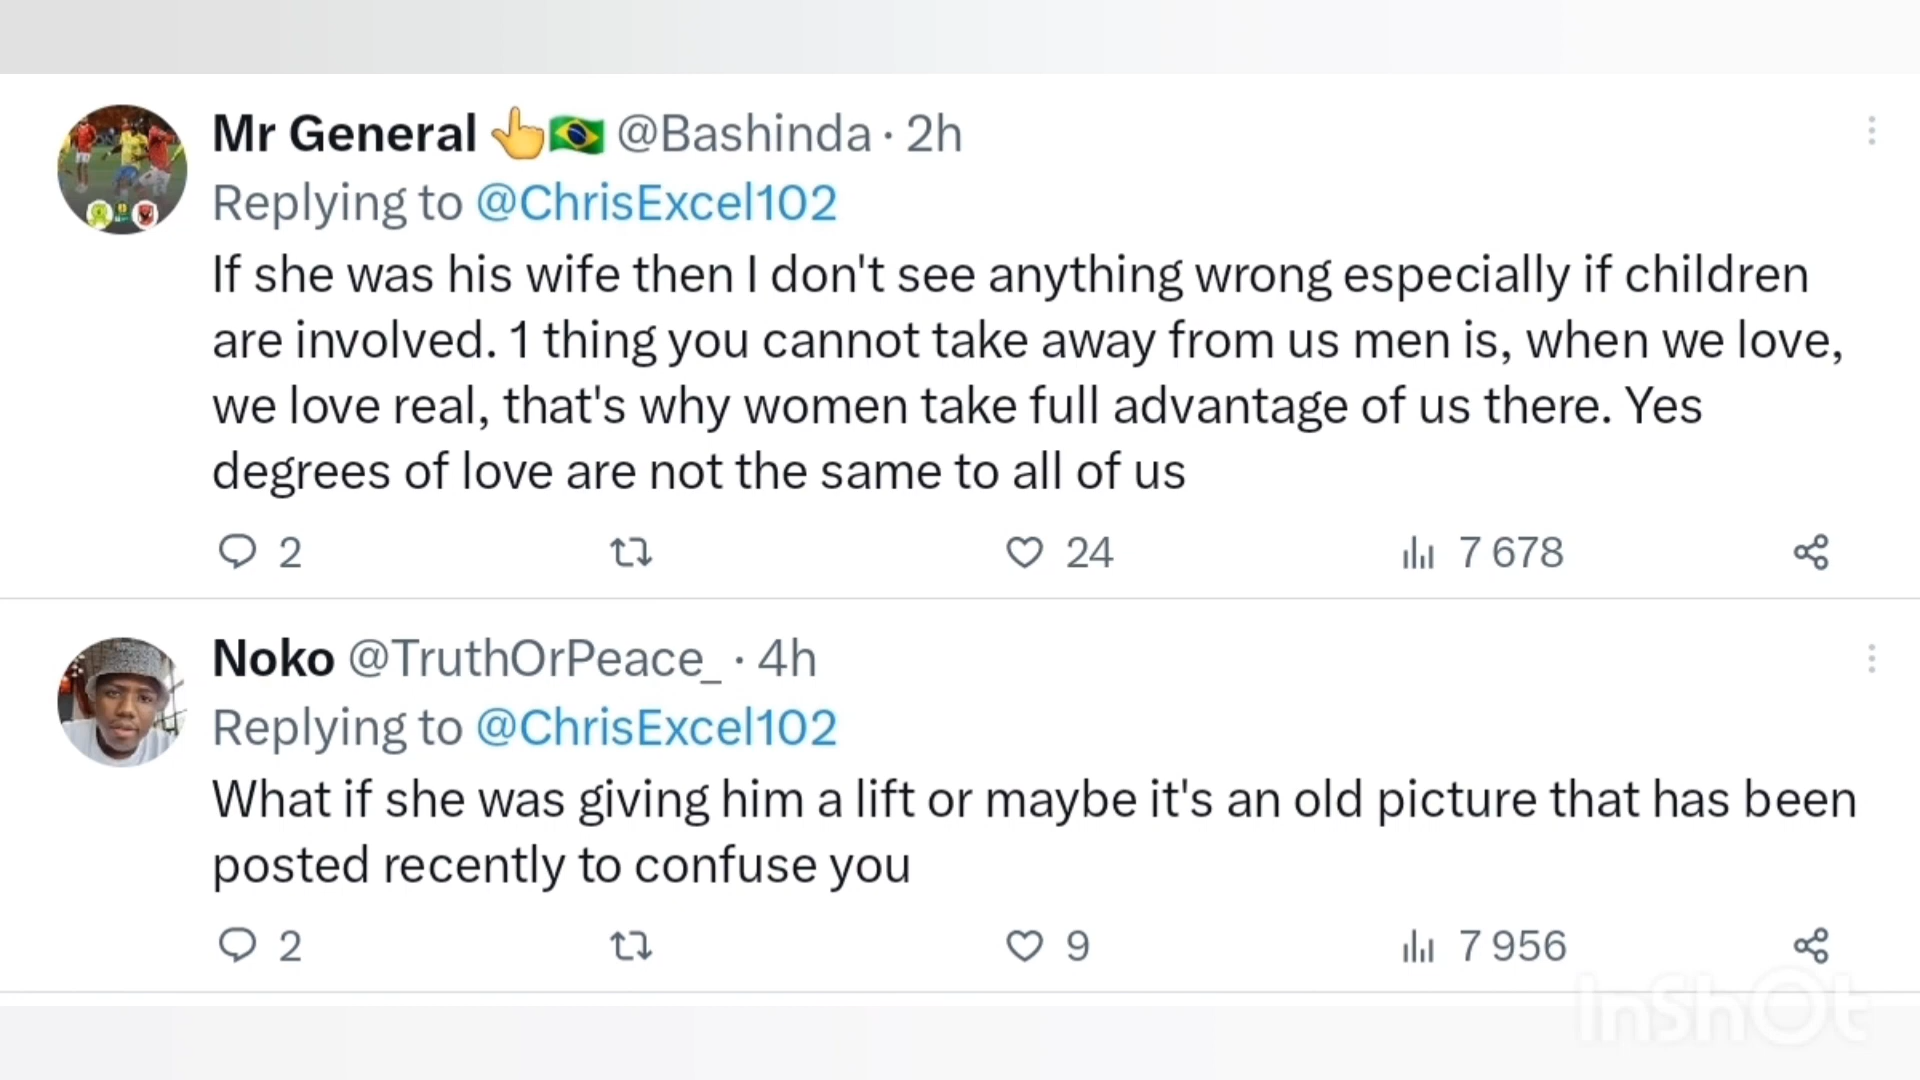 Mr General 👆🇧🇷 @Bashinda · 2h
Replying to @ChrisExcel102
If she was his wife then I don't see anything wrong especially if children
are involved. 1 thing you cannot take away from us men is, when we love,
we love real, that's why women take full advantage of us there. Yes
degrees of love are not the same to all of us
2 24 7 678
Noko @TruthOrPeace_ · 4h
Replying to @ChrisExcel102
What if she was giving him a lift or maybe it's an old picture that has been
posted recently to confuse you
2 9 7 956
InShOt